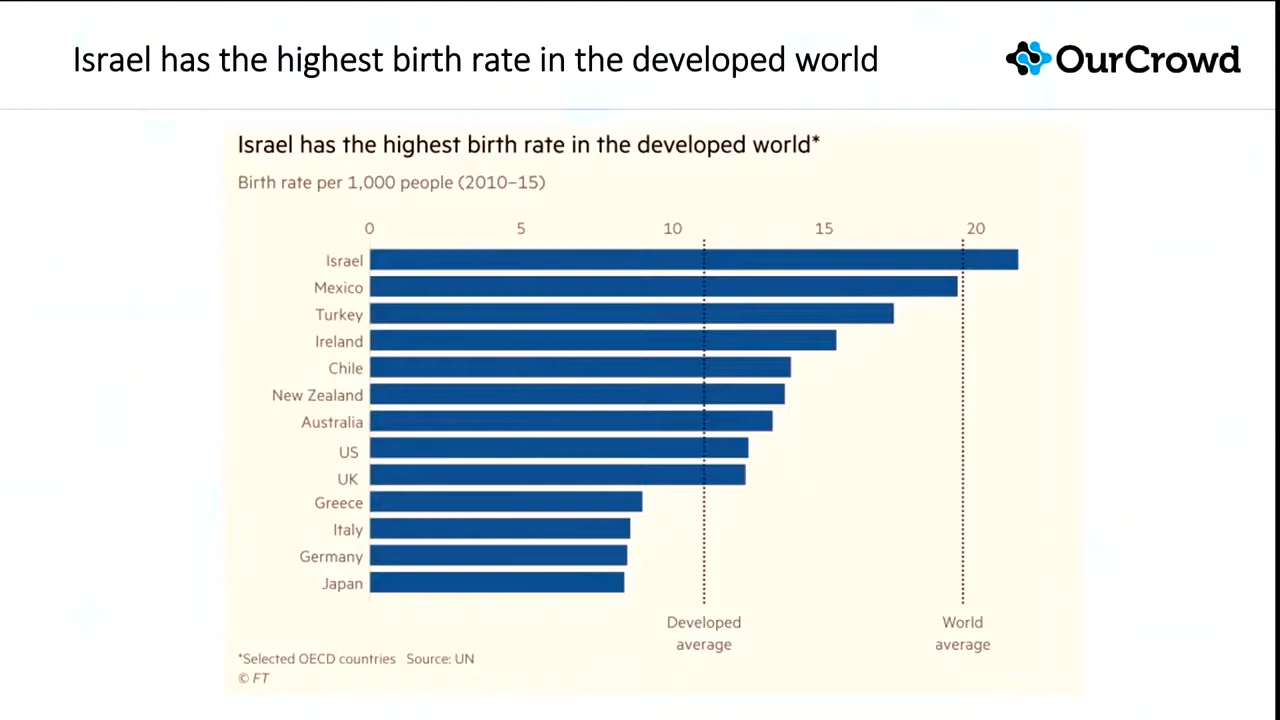 Israel has the highest birth rate in the developed world
OurCrowd
Israel has the highest birth rate in the developed world*
Birth rate per 1,000 people (2010–15)
0 5 10 15 20
Israel
Mexico
Turkey
Ireland
Chile
New Zealand
Australia
US
UK
Greece
Italy
Germany
Japan
Developed
average
World
average
*Selected OECD countries Source: UN
© FT